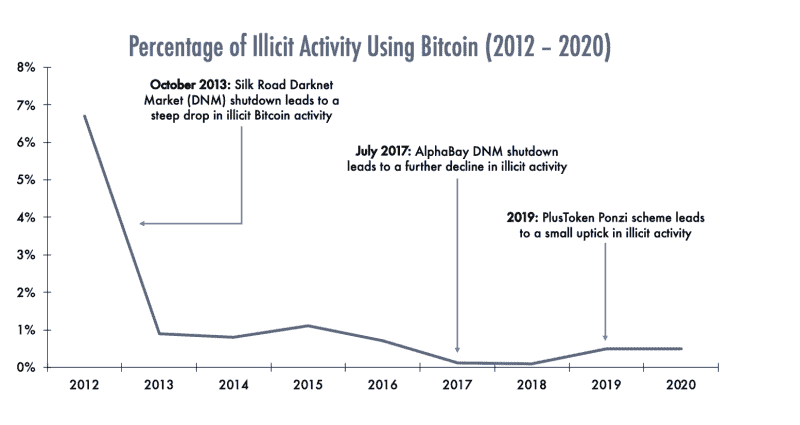 Percentage of Illicit Activity Using Bitcoin (2012 – 2020)
8%
October 2013: Silk Road Darknet
Market (DNM) shutdown leads to a
steep drop in illicit Bitcoin activity
7%
6%
July 2017: AlphaBay DNM shutdown
leads to a further decline in illicit activity
5%
4%
2019: PlusToken Ponzi scheme leads
to a small uptick in illicit activity
3%
2%
1%
0%
2012 2013 2014 2015 2016 2017 2018 2019 2020